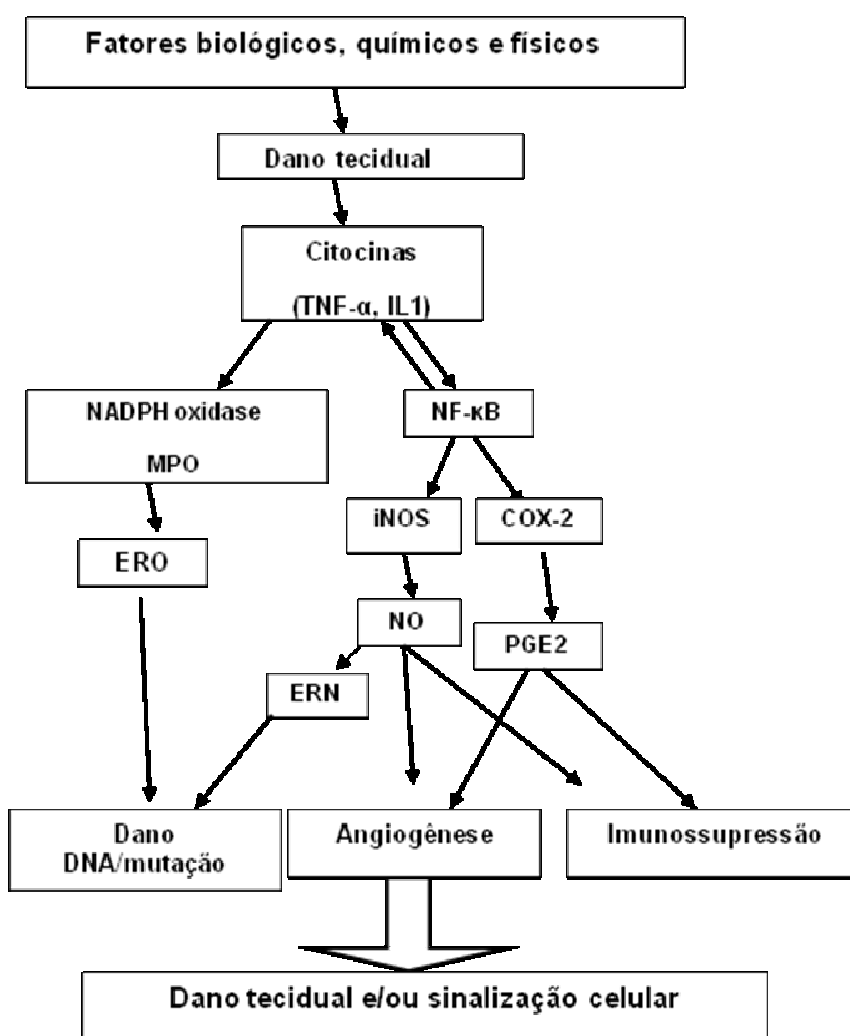 Fatores biológicos, químicos e físicos
Dano tecidual
Citocinas
(TNF-α, IL1)
NADPH oxidase
MPO
NF-κB
iNOS
COX-2
ERO
NO
PGE2
ERN
Dano
DNA/mutação
Angiogênese
Imunossupressão
Dano tecidual e/ou sinalização celular